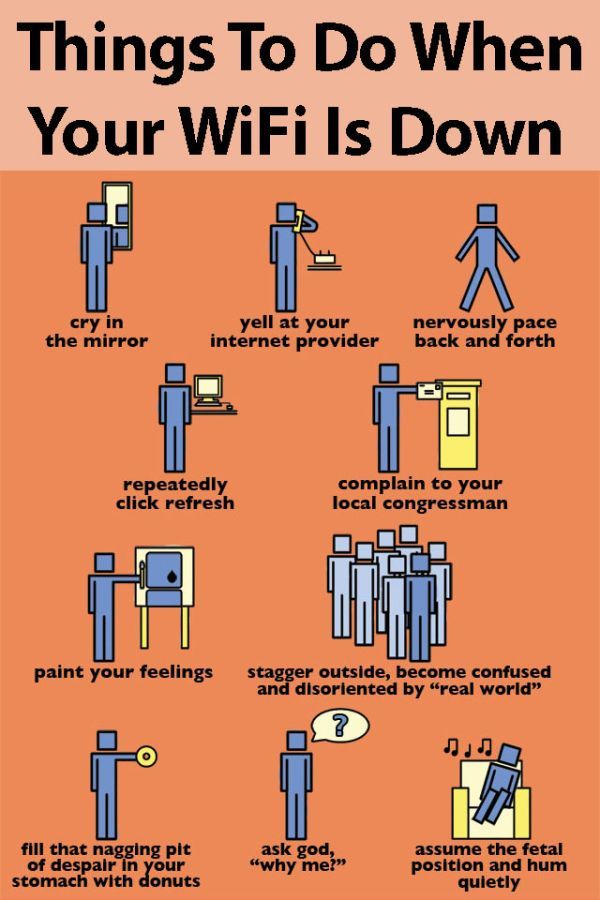 Things To Do When
Your WiFi Is Down
cry in
the mirror
yell at your
internet provider
nervously pace
back and forth
repeatedly
click refresh
complain to your
local congressman
paint your feelings
stagger outside, become confused
and disoriented by “real world”
?
fill that nagging pit
of despair in your
stomach with donuts
ask god,
“why me?”
assume the fetal
position and hum
quietly